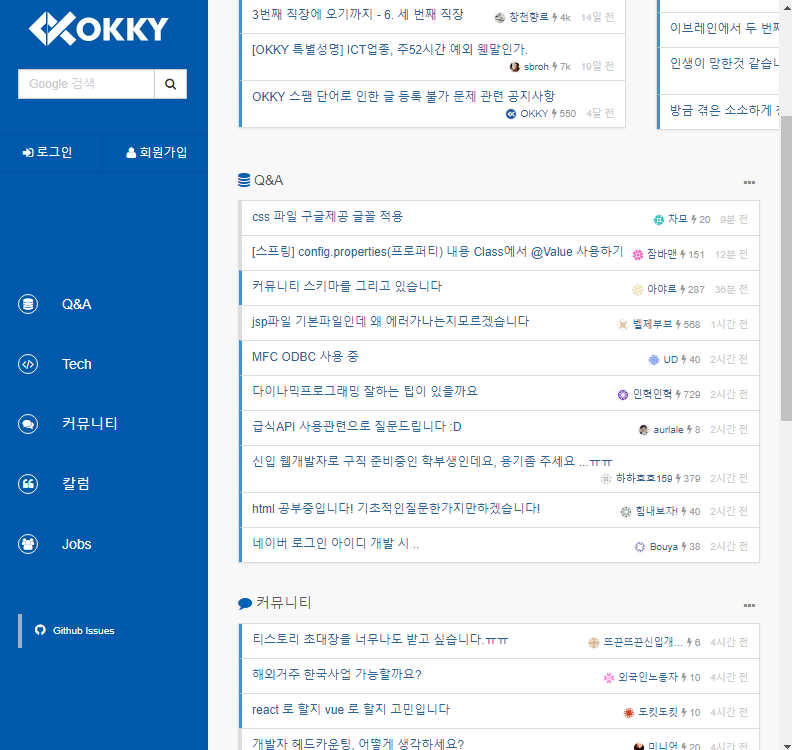 OKKY
Google 검색
로그인
회원가입
Q&A
Tech
커뮤니티
칼럼
Jobs
Github Issues
3번째 직장에 오기까지 - 6. 세 번째 직장 창천향로 4k 14일 전
[OKKY 특별성명] ICT업종, 주52시간 예외 웬말인가.
sbroh 7k 19일 전
OKKY 스팸 단어로 인한 글 등록 불가 문제 관련 공지사항
OKKY 550 4달 전
이브레인에서 두 번째
인생이 망한것 같습니
방금 겪은 소소하게
Q&A ...
css 파일 구글제공 글꼴 적용 자모 20 9분 전
[스프링] config.properties(프로퍼티) 내용 Class에서 @Value 사용하기 잠바맨 151 12분 전
커뮤니티 스키마를 그리고 있습니다 아야로 287 36분 전
jsp파일 기본파일인데 왜 에러가나는지모르겠습니다 벨제부브 568 1시간 전
MFC ODBC 사용 중 UD 40 2시간 전
다이나믹프로그래밍 잘하는 팁이 있을까요 인혁인혁 729 2시간 전
급식API 사용관련으로 질문드립니다 :D aurlale 8 2시간 전
신입 웹개발자로 구직 준비중인 학부생인데요, 용기좀 주세요 ...ㅠㅠ
하하호호159 379 2시간 전
html 공부중입니다! 기초적인질문한가지만하겠습니다! 힘내보자! 40 2시간 전
네이버 로그인 아이디 개발 시 .. Bouya 38 2시간 전
커뮤니티 ...
티스토리 초대장을 너무나도 받고 싶습니다.ㅠㅠ 뜨끈뜨끈신입개... 6 4시간 전
해외거주 한국사업 가능할까요? 외국인노동자 10 4시간 전
react 로 할지 vue 로 할지 고민입니다 도킷도킷 10 4시간 전
개발자 헤드카운팅, 어떻게 생각하세요? 미니언 20 4시간 전